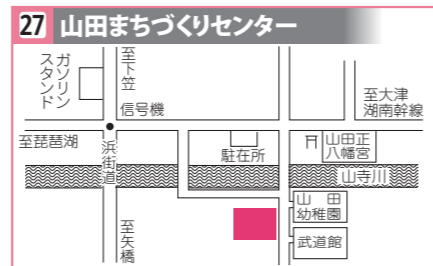 27 山田まちづくりセンター
ガソリン
スタンド
至下笠
信号機
至大津
湖南幹線
至琵琶湖
浜街道
駐在所
山田正
八幡宮
山寺川
山田
幼稚園
武道館
至矢橋